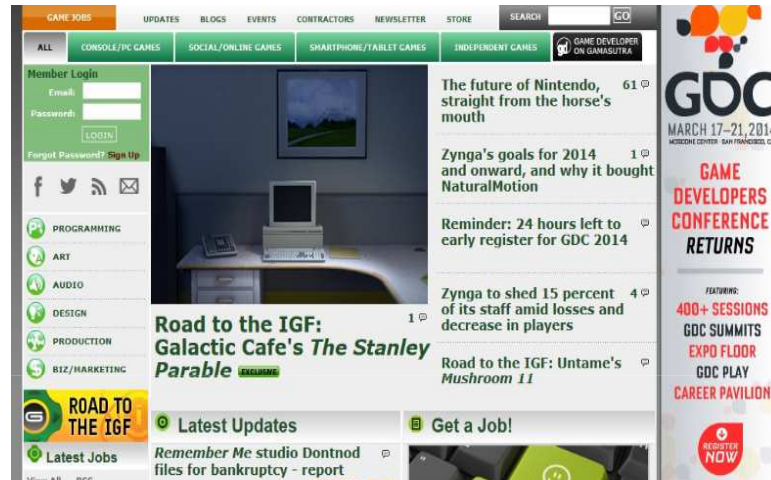 GAME JOBS
UPDATES BLOGS EVENTS CONTRACTORS NEWSLETTER STORE
SEARCH GO
ALL
CONSOLE/PC GAMES
SOCIAL/ONLINE GAMES
SMARTPHONE/TABLET GAMES
INDEPENDENT GAMES
gd GAME DEVELOPER
ON GAMASUTRA
Member Login
Email:
Password:
LOGIN
Forgot Password? Sign Up
PROGRAMMING
ART
AUDIO
DESIGN
PRODUCTION
BIZ/MARKETING
ROAD TO
THE IGF
Latest Jobs
Road to the IGF: 1
Galactic Cafe's The Stanley
Parable EXCLUSIVE
The future of Nintendo, 61
straight from the horse's
mouth
Zynga's goals for 2014 1
and onward, and why it bought
NaturalMotion
Reminder: 24 hours left to
early register for GDC 2014
Zynga to shed 15 percent 4
of its staff amid losses and
decrease in players
Road to the IGF: Untame's
Mushroom 11
Latest Updates
Remember Me studio Dontnod
files for bankruptcy - report
Get a Job!
GDC
MARCH 17–21, 2014
GAME
DEVELOPERS
CONFERENCE
RETURNS
FEATURING:
400+ SESSIONS
GDC SUMMITS
EXPO FLOOR
GDC PLAY
CAREER PAVILION
REGISTER
NOW